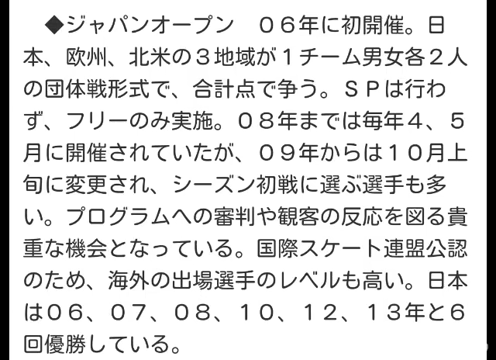 ◆ジャパンオープン　０６年に初開催。日
本、欧州、北米の３地域が１チーム男女各２人
の団体戦形式で、合計点で争う。ＳＰは行わ
ず、フリーのみ実施。０８年までは毎年４、５
月に開催されていたが、０９年からは１０月上
旬に変更され、シーズン初戦に選ぶ選手も多
い。プログラムへの審判や観客の反応を図る貴
重な機会となっている。国際スケート連盟公認
のため、海外の出場選手のレベルも高い。日本
は０６、０７、０８、１０、１２、１３年と６
回優勝している。